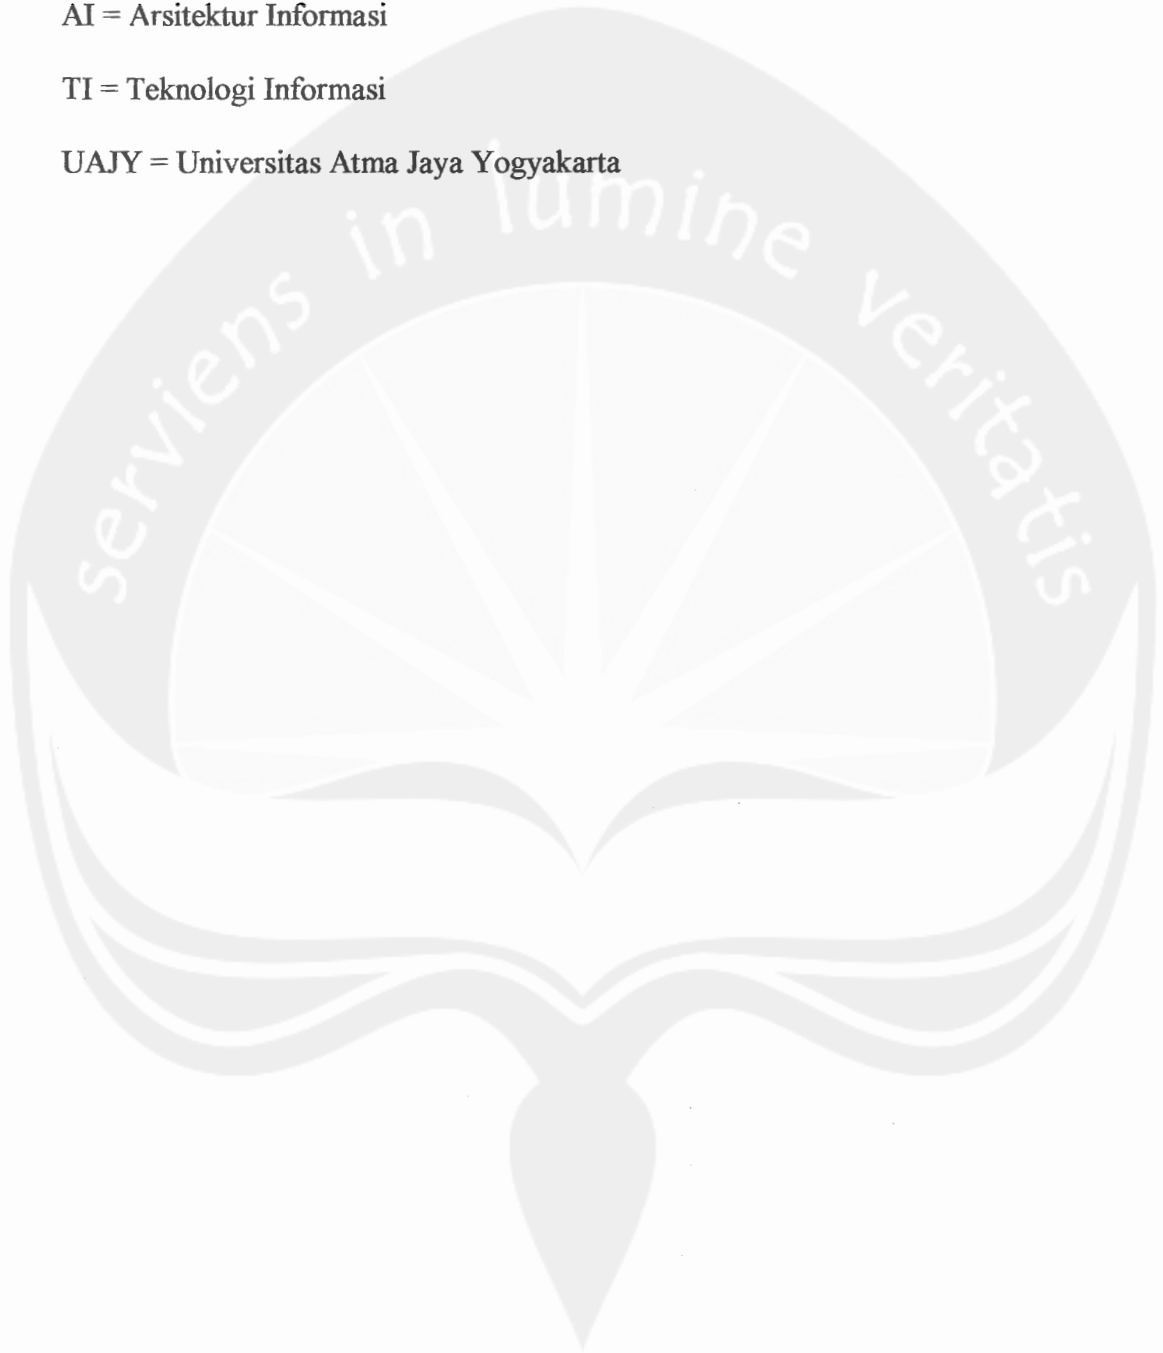 AI = Arsitektur Informasi
TI = Teknologi Informasi
UAJY = Universitas Atma Jaya Yogyakarta
serviens in lumine veritatis